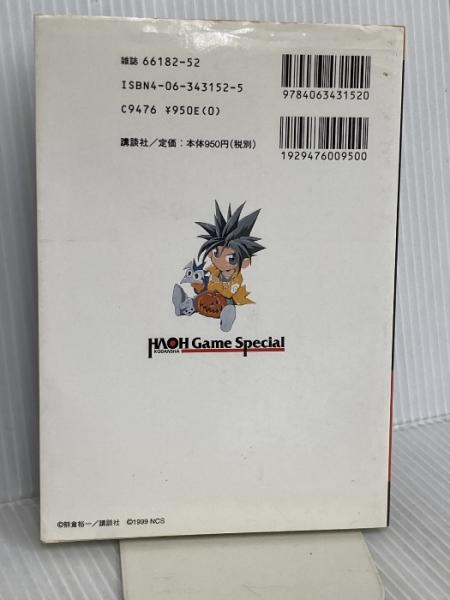 雑誌 66182-52
ISBN4-06-343152-5
C9476 ¥950E(0)
講談社/定価:本体950円(税別)
9784063431520
1929476009500
HAOH Game Special
KODANSHA
©熊倉裕一/講談社 ©1999 NCS